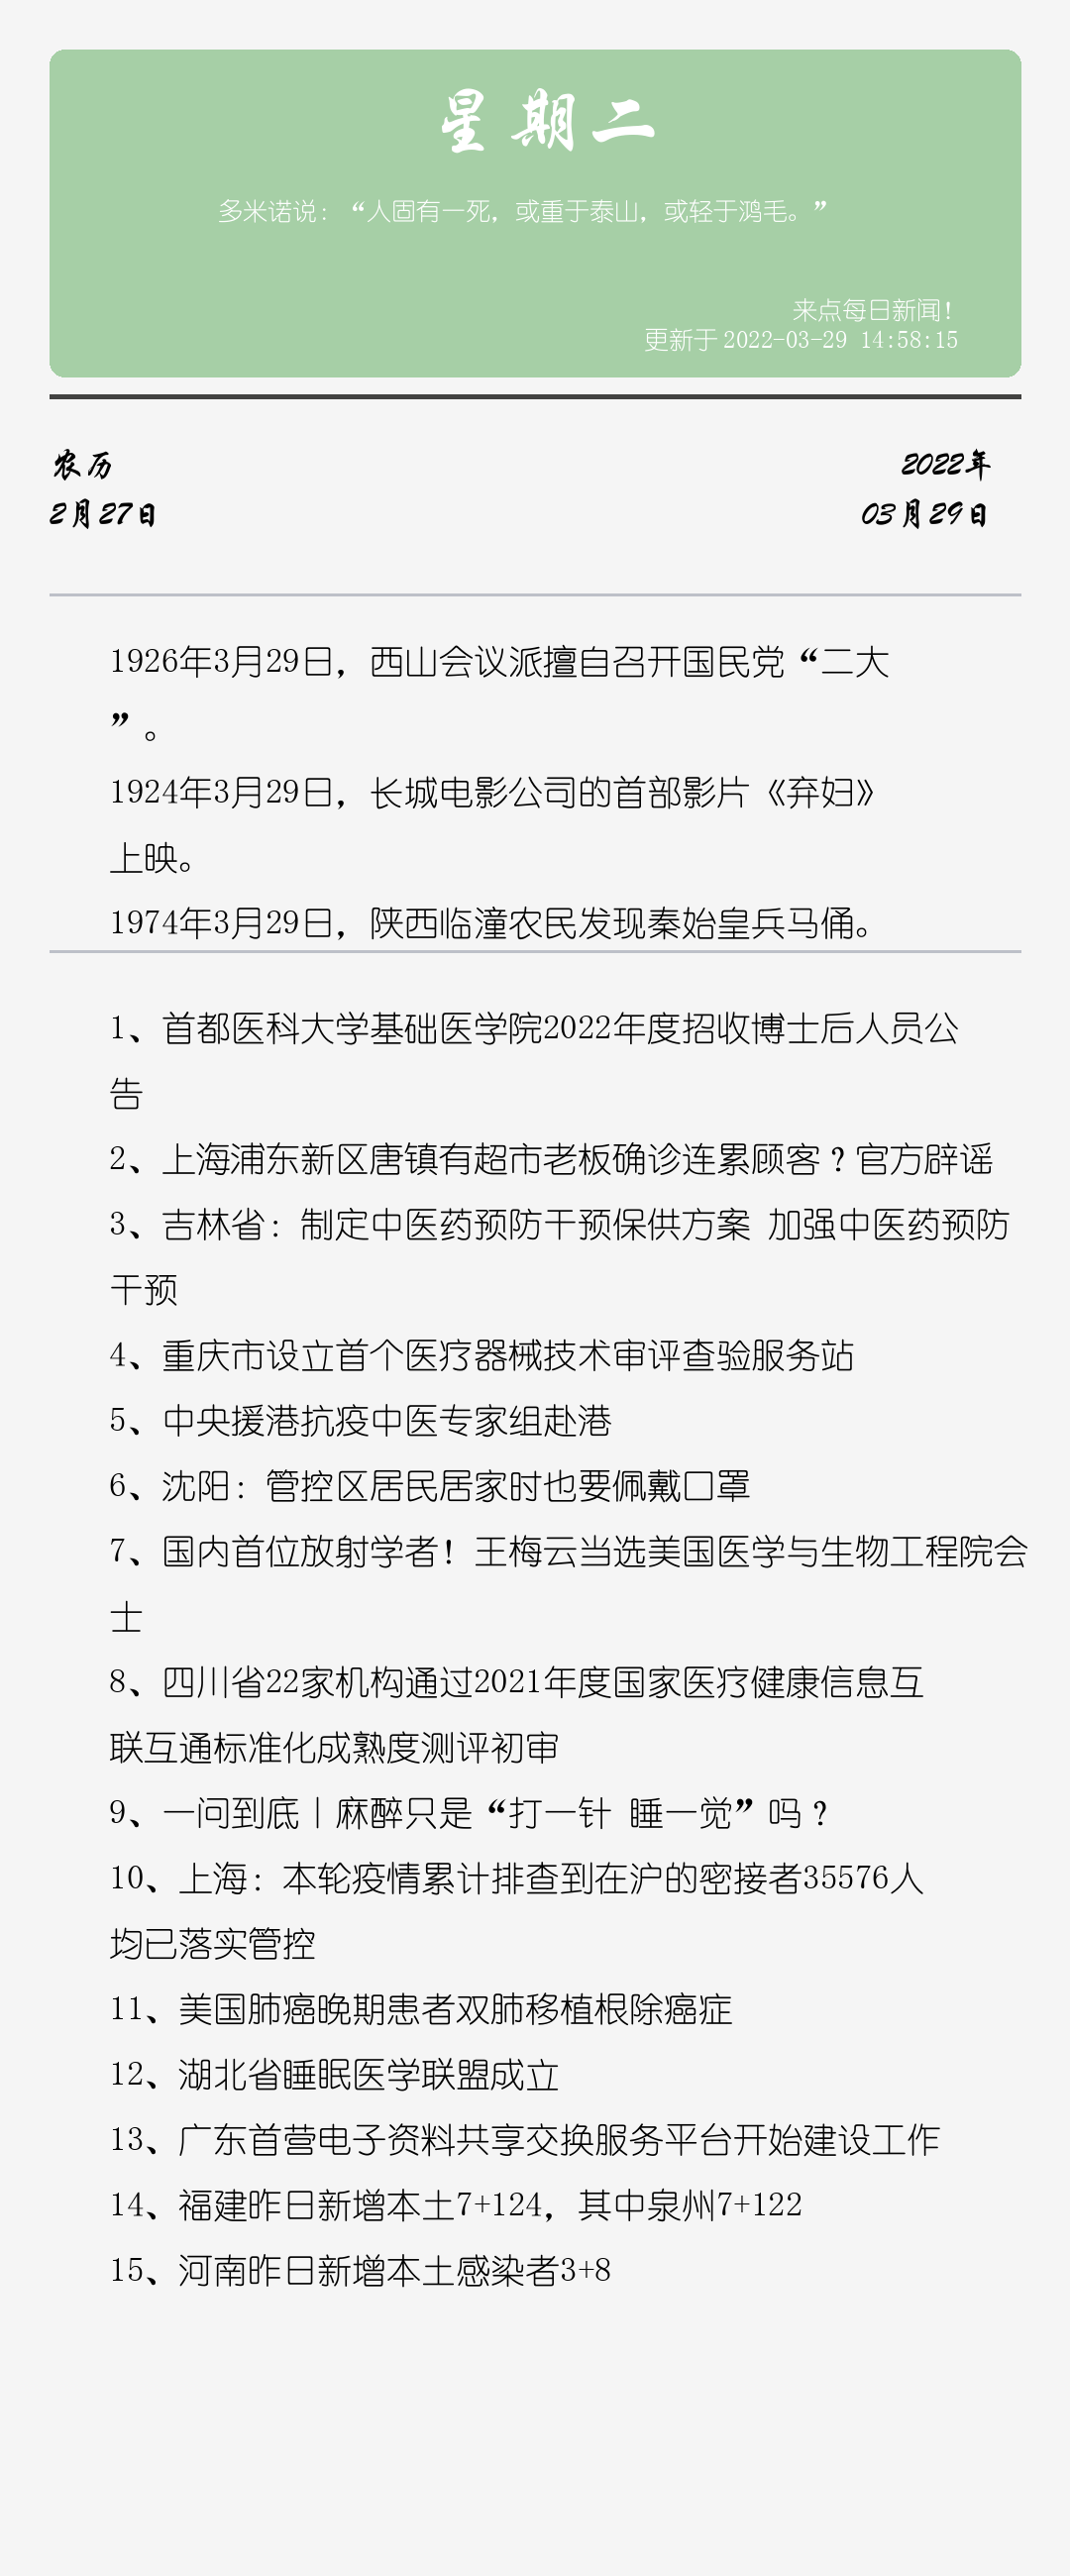 星期二
多米诺说：“人固有一死，或重于泰山，或轻于鸿毛。”
来点每日新闻！
更新于 2022-03-29 14:58:15
农历
2月27日
2022年
03月29日
1926年3月29日，西山会议派擅自召开国民党“二大
”。
1924年3月29日，长城电影公司的首部影片《弃妇》
上映。
1974年3月29日，陕西临潼农民发现秦始皇兵马俑。
1、首都医科大学基础医学院2022年度招收博士后人员公
告
2、上海浦东新区唐镇有超市老板确诊连累顾客？官方辟谣
3、吉林省：制定中医药预防干预保供方案 加强中医药预防
干预
4、重庆市设立首个医疗器械技术审评查验服务站
5、中央援港抗疫中医专家组赴港
6、沈阳：管控区居民居家时也要佩戴口罩
7、国内首位放射学者！王梅云当选美国医学与生物工程院会
士
8、四川省22家机构通过2021年度国家医疗健康信息互
联互通标准化成熟度测评初审
9、一问到底丨麻醉只是“打一针 睡一觉”吗？
10、上海：本轮疫情累计排查到在沪的密接者35576人
均已落实管控
11、美国肺癌晚期患者双肺移植根除癌症
12、湖北省睡眠医学联盟成立
13、广东首营电子资料共享交换服务平台开始建设工作
14、福建昨日新增本土7+124，其中泉州7+122
15、河南昨日新增本土感染者3+8